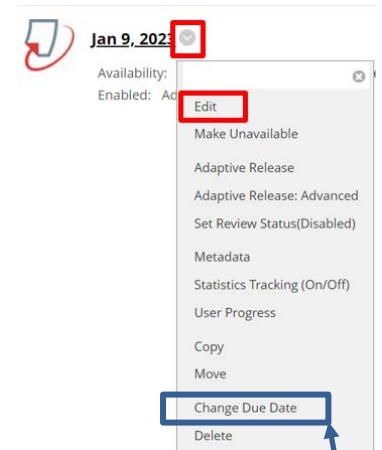 Jan 9, 2023
Availability:
Enabled: Ad
Edit
Make Unavailable
Adaptive Release
Adaptive Release: Advanced
Set Review Status(Disabled)
Metadata
Statistics Tracking (On/Off)
User Progress
Copy
Move
Change Due Date
Delete